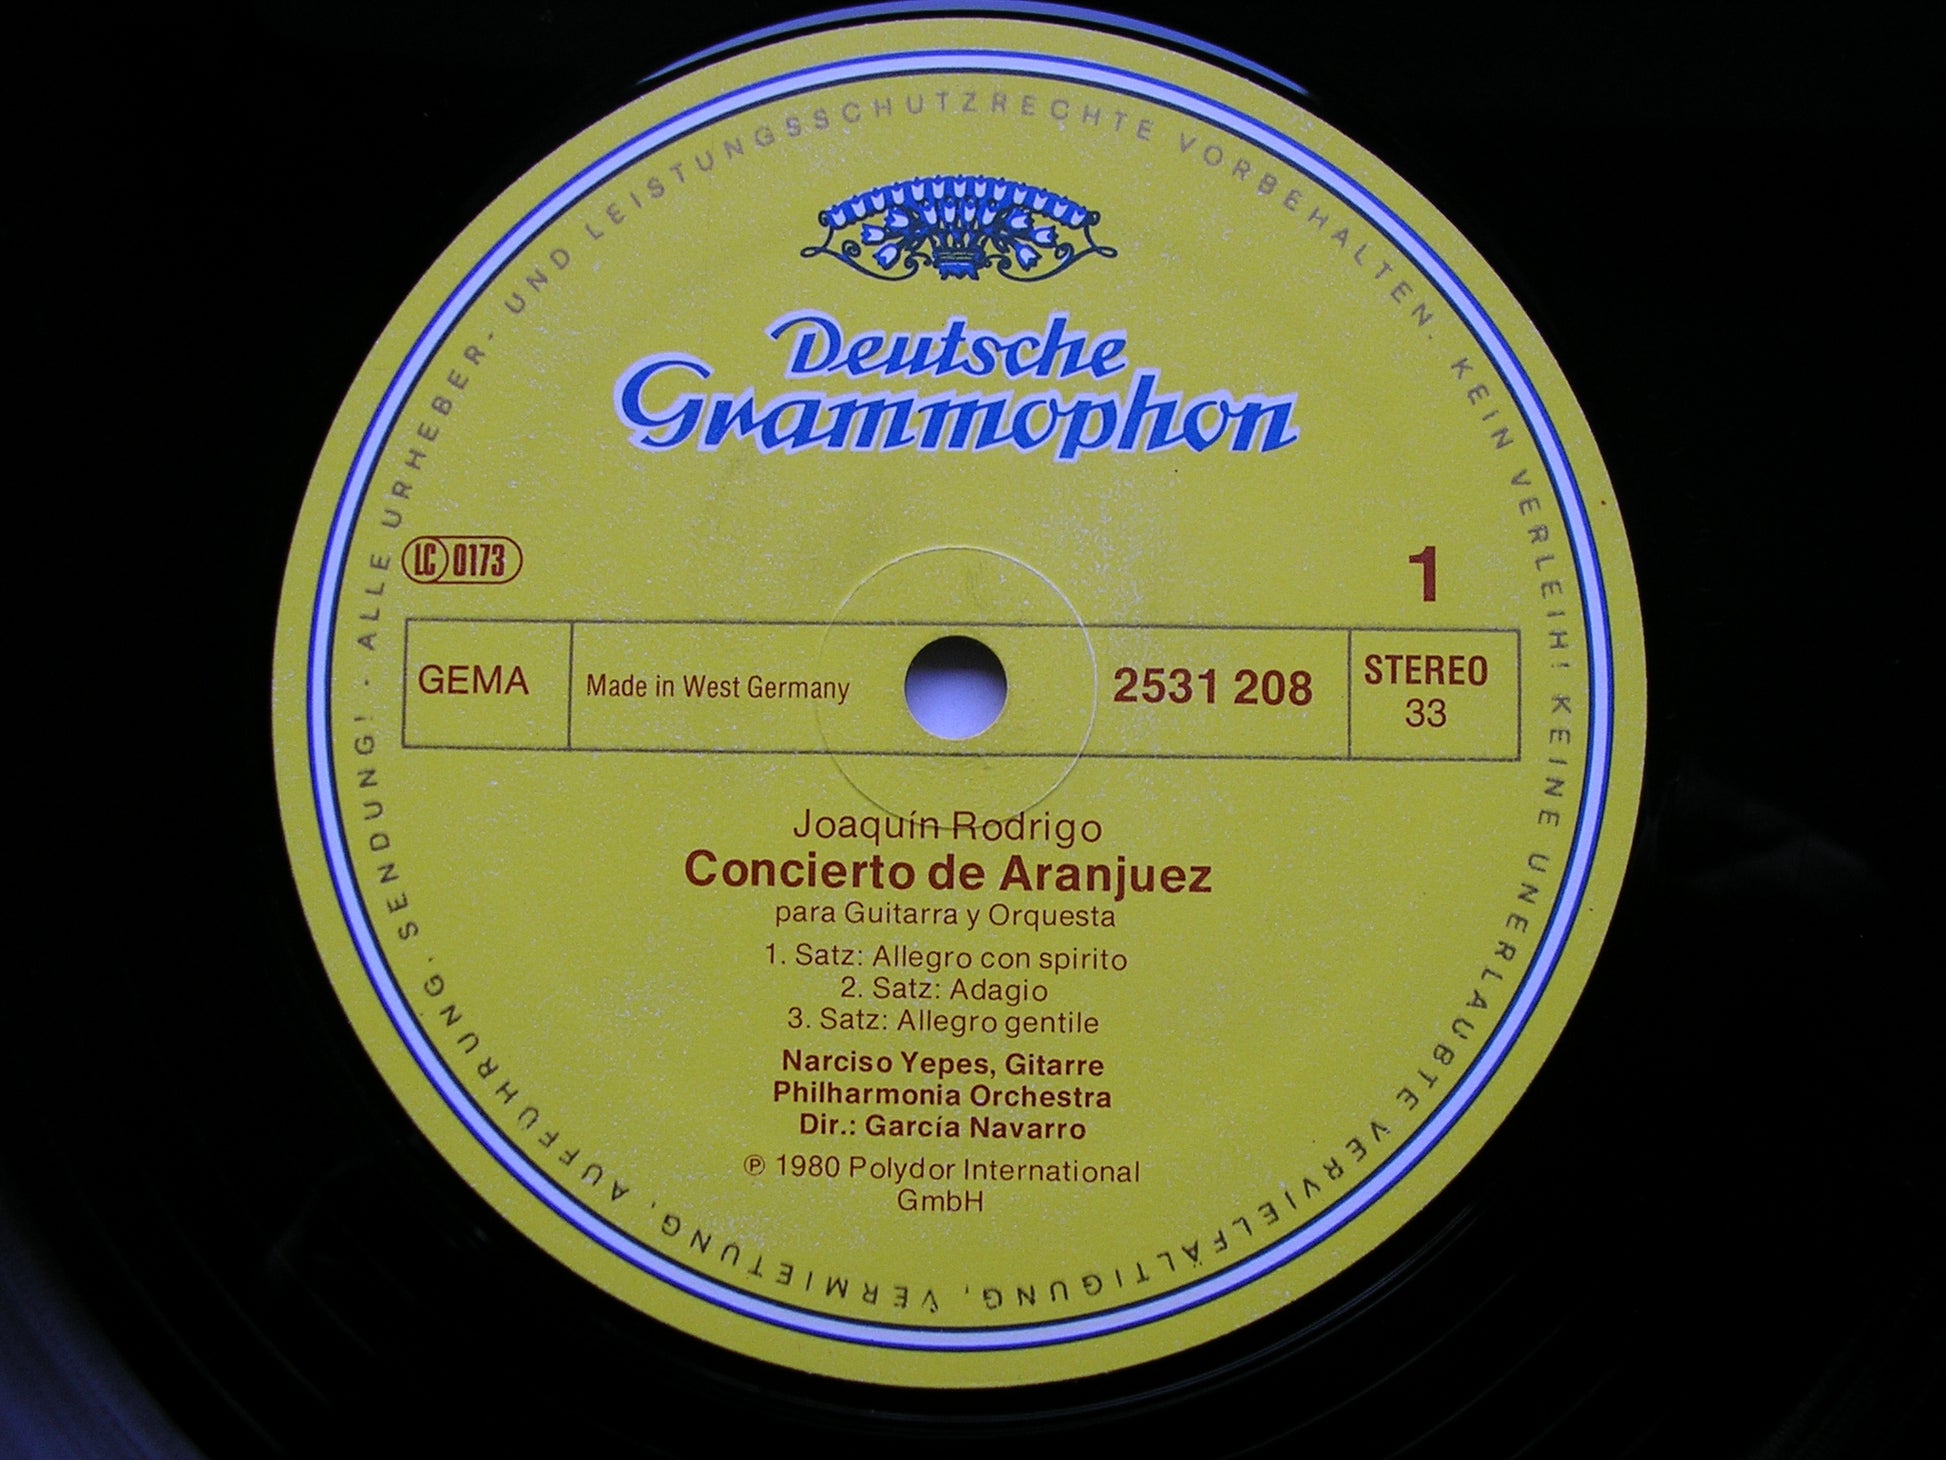 ALLE URHEBER- UND LEISTUNGSSCHUTZRECHTE VORBEHALTEN. KEIN VERLEIH! KEINE UNERLAUBTE VERVIELFÄLTIGUNG, VERMIETUNG, AUFFÜHRUNG, SENDUNG! ·
Deutsche
Grammophon
LC 0173
1
GEMA
Made in West Germany
2531 208
STEREO
33
Joaquín Rodrigo
Concierto de Aranjuez
para Guitarra y Orquesta
1. Satz: Allegro con spirito
2. Satz: Adagio
3. Satz: Allegro gentile
Narciso Yepes, Gitarre
Philharmonia Orchestra
Dir.: García Navarro
℗ 1980 Polydor International
GmbH